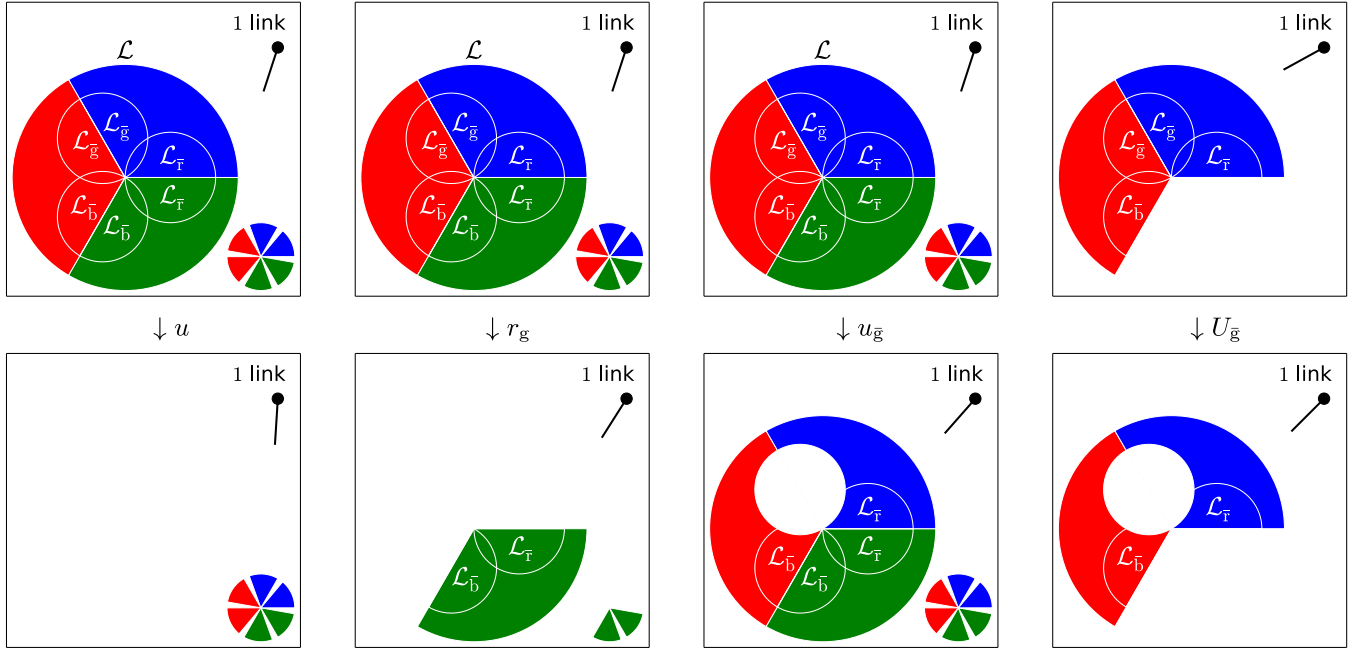 1 link
ℒ
ℒ_ḡ
ℒ_ḡ
ℒ_r̄
ℒ_r̄
ℒ_b̄
ℒ_b̄
1 link
ℒ
ℒ_ḡ
ℒ_ḡ
ℒ_r̄
ℒ_r̄
ℒ_b̄
ℒ_b̄
1 link
ℒ
ℒ_ḡ
ℒ_ḡ
ℒ_r̄
ℒ_r̄
ℒ_b̄
ℒ_b̄
1 link
ℒ_ḡ
ℒ_ḡ
ℒ_r̄
ℒ_b̄
↓ u
↓ r_g
↓ u_ḡ
↓ U_ḡ
1 link
1 link
ℒ_r̄
ℒ_b̄
1 link
ℒ_r̄
ℒ_r̄
ℒ_b̄
ℒ_b̄
1 link
ℒ_r̄
ℒ_b̄